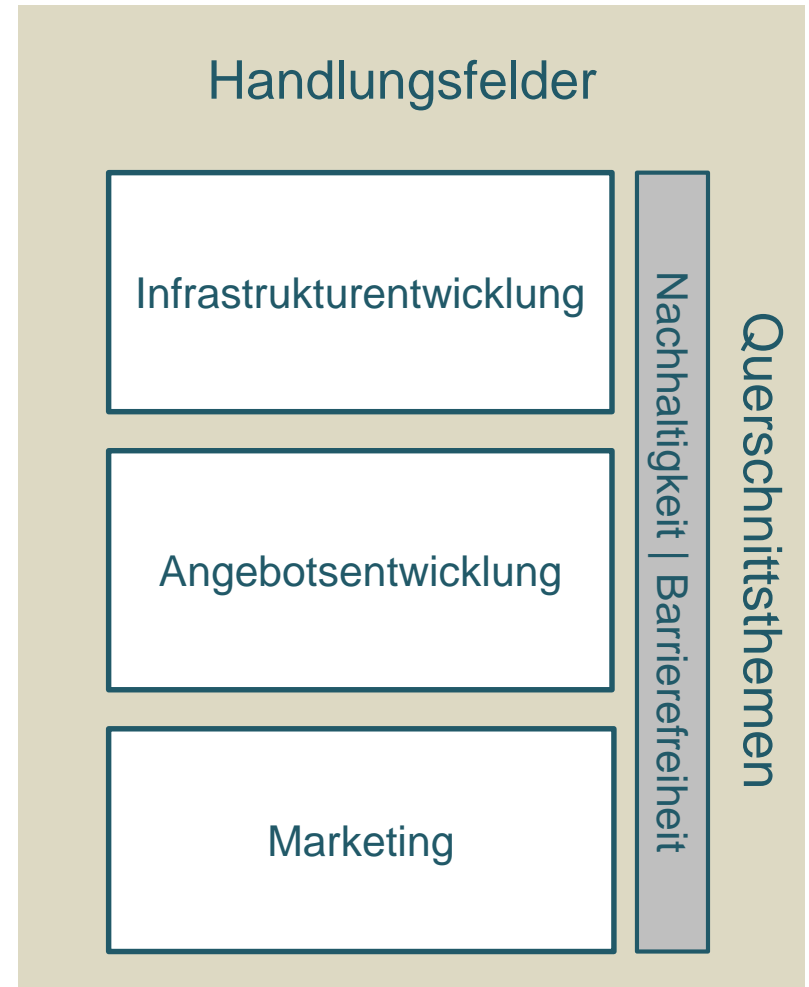 Handlungsfelder
Infrastrukturentwicklung
Angebotsentwicklung
Marketing
Nachhaltigkeit | Barrierefreiheit
Querschnittsthemen